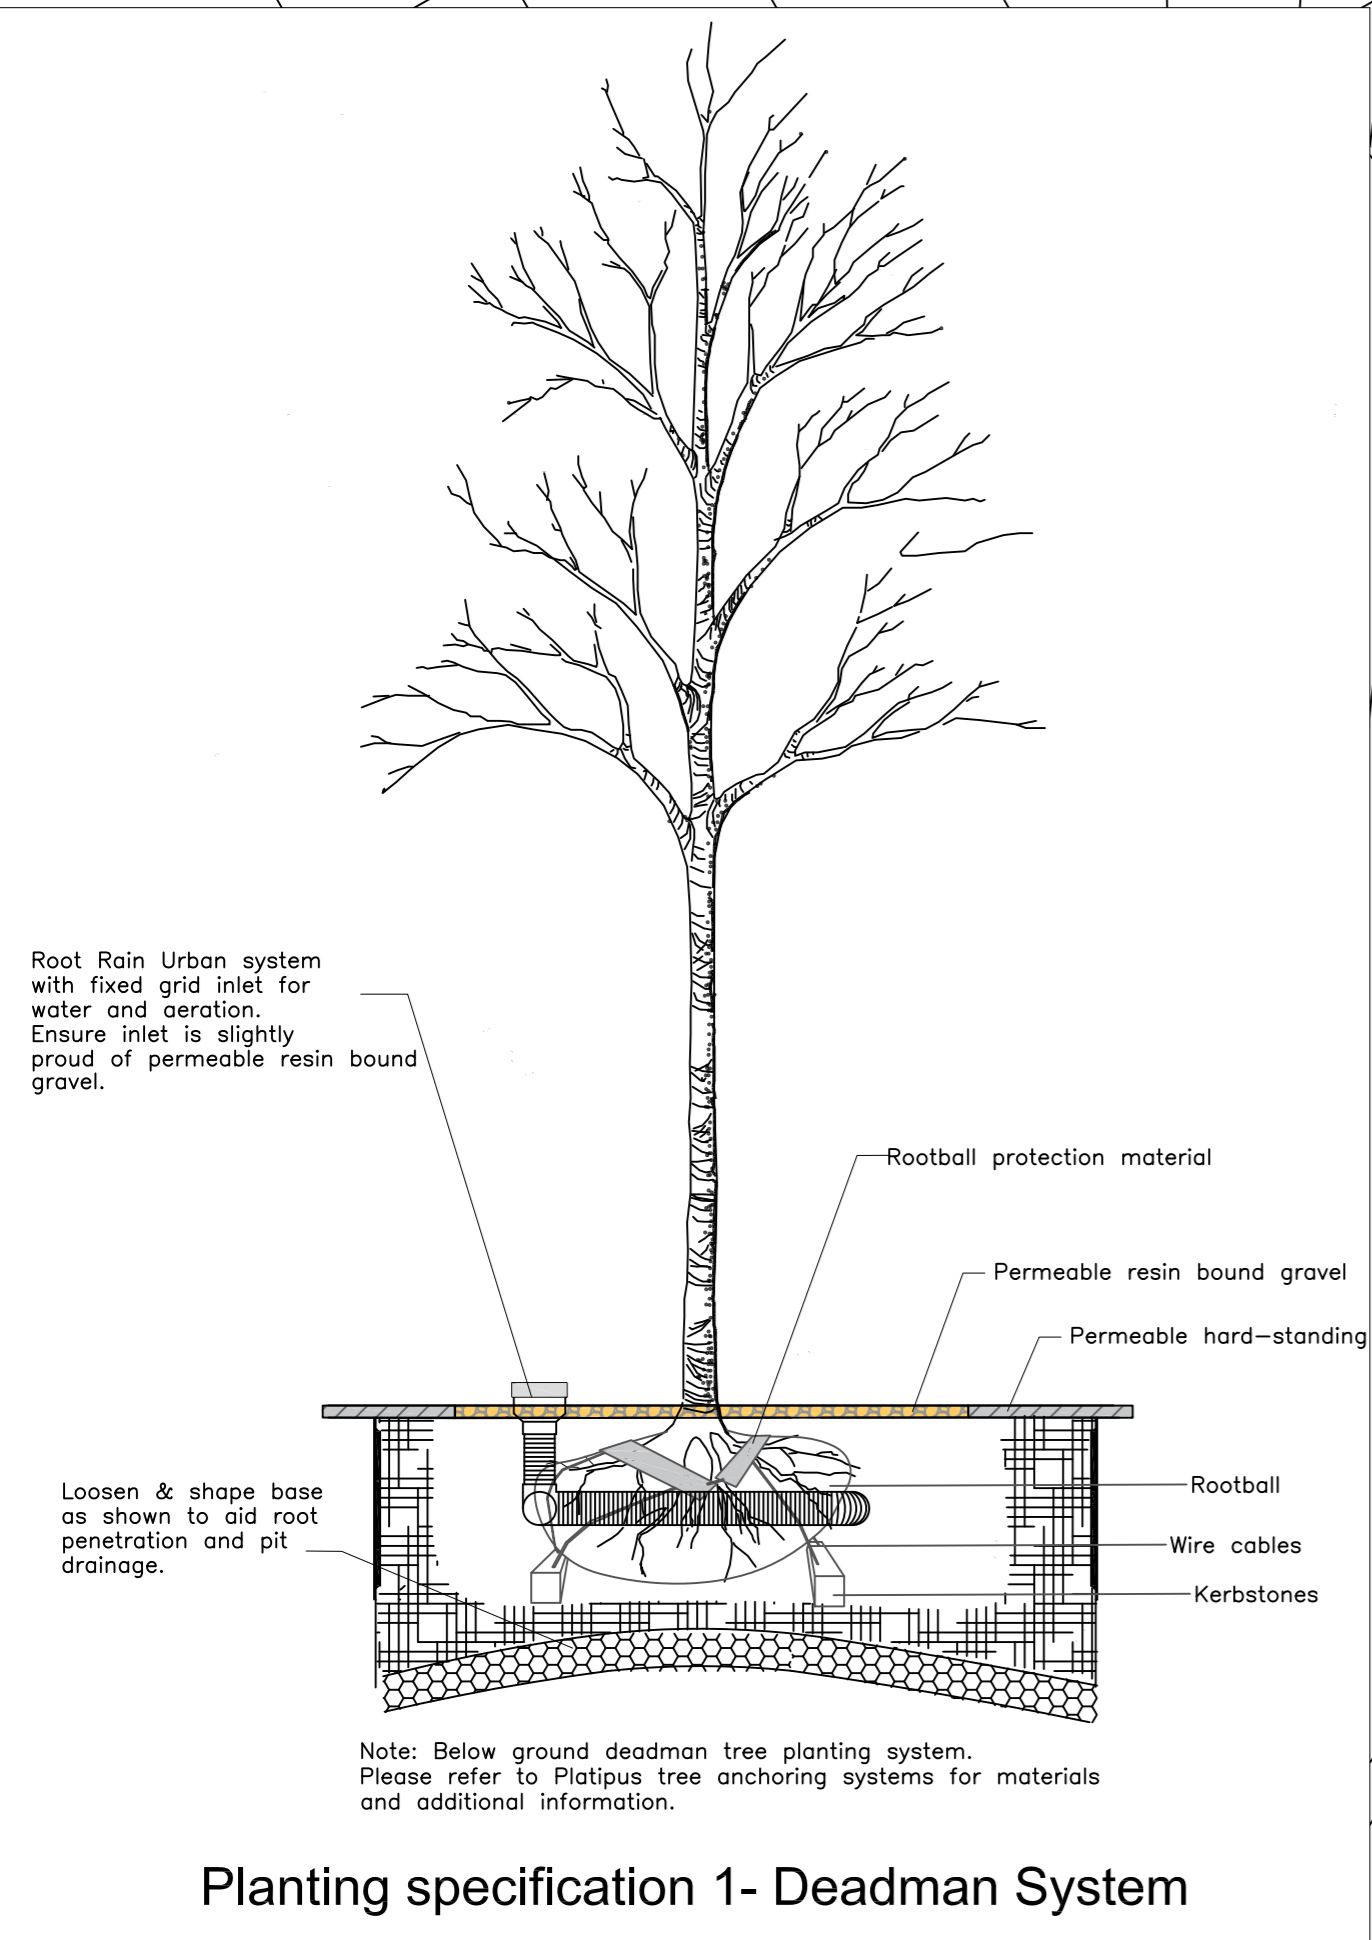 Root Rain Urban system
with fixed grid inlet for
water and aeration.
Ensure inlet is slightly
proud of permeable resin bound
gravel.
Rootball protection material
Permeable resin bound gravel
Permeable hard-standing
Loosen & shape base
as shown to aid root
penetration and pit
drainage.
Rootball
Wire cables
Kerbstones
Note: Below ground deadman tree planting system.
Please refer to Platipus tree anchoring systems for materials
and additional information.
Planting specification 1- Deadman System